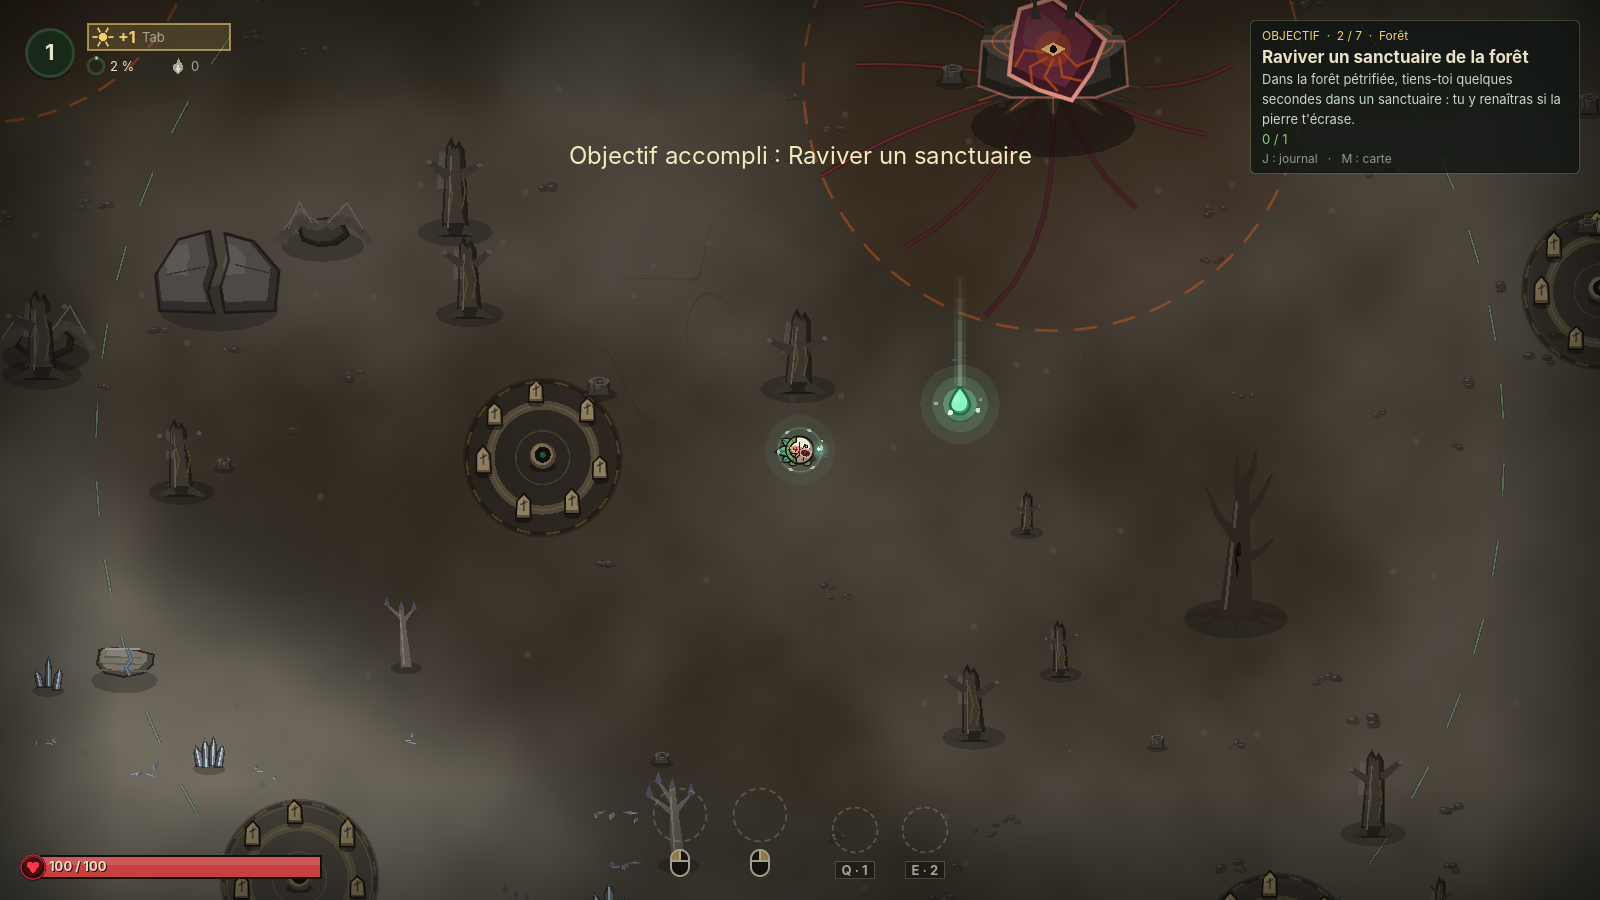 1
+1 Tab
2 %
0
OBJECTIF · 2 / 7 · Forêt
Raviver un sanctuaire de la forêt
Dans la forêt pétrifiée, tiens-toi quelques
secondes dans un sanctuaire : tu y renaîtras si la
pierre t'écrase.
0 / 1
J : journal · M : carte
Objectif accompli : Raviver un sanctuaire
100 / 100
Q · 1
E · 2